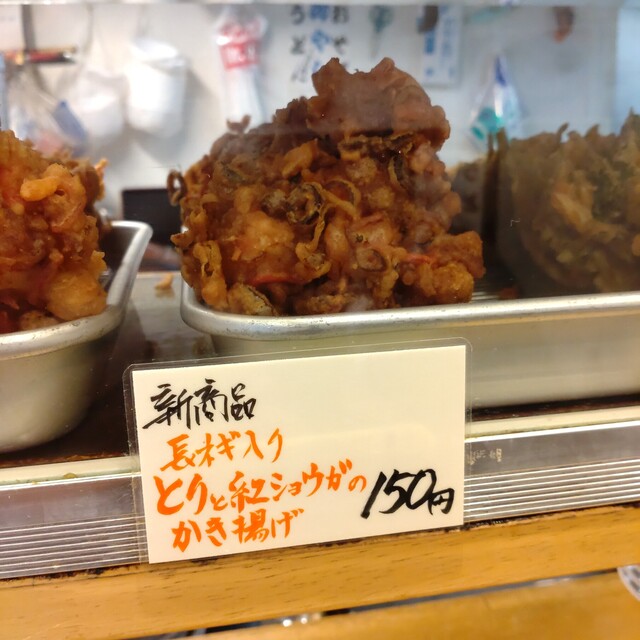 新商品
長ネギ入り
とりと紅ショウガの
かき揚げ
150円